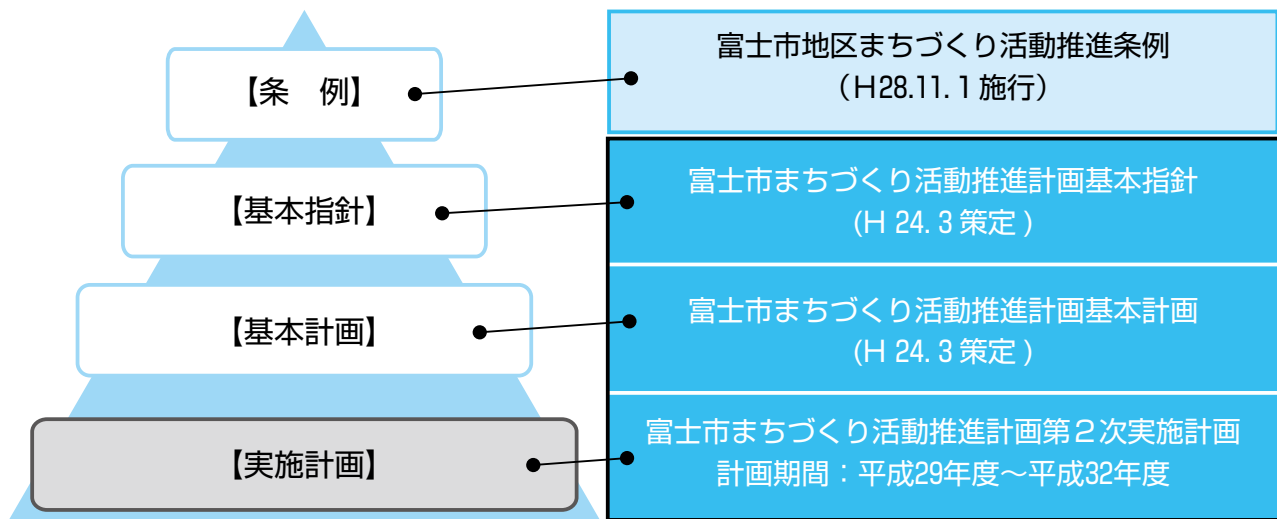 【条　例】
富士市地区まちづくり活動推進条例
（H28.11.1施行）
【基本指針】
富士市まちづくり活動推進計画基本指針
(H 24.3 策定 )
【基本計画】
富士市まちづくり活動推進計画基本計画
(H 24.3 策定 )
【実施計画】
富士市まちづくり活動推進計画第２次実施計画
計画期間：平成29年度～平成32年度